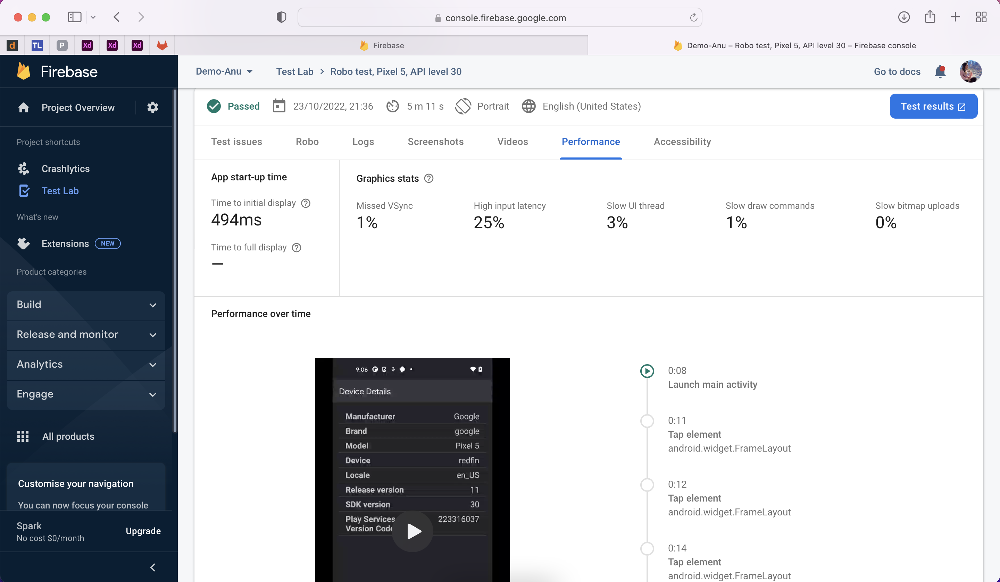 console.firebase.google.com
d
TL
P
Xd
Xd
Xd
Firebase
Demo-Anu – Robo test, Pixel 5, API level 30 – Firebase console
Firebase
Demo-Anu
Test Lab > Robo test, Pixel 5, API level 30
Go to docs
Project Overview
Project shortcuts
Crashlytics
Test Lab
What's new
Extensions NEW
Product categories
Build
Release and monitor
Analytics
Engage
All products
Customise your navigation
You can now focus your console
Spark
No cost $0/month
Upgrade
Passed
23/10/2022, 21:36
5 m 11 s
Portrait
English (United States)
Test results
Test issues
Robo
Logs
Screenshots
Videos
Performance
Accessibility
App start-up time
Time to initial display
494ms
Time to full display
—
Graphics stats
Missed VSync
1%
High input latency
25%
Slow UI thread
3%
Slow draw commands
1%
Slow bitmap uploads
0%
Performance over time
9:06
Device Details
Manufacturer Google
Brand google
Model Pixel 5
Device redfin
Locale en_US
Release version 11
SDK version 30
Play Services 223316037
Version Code
0:08
Launch main activity
0:11
Tap element
android.widget.FrameLayout
0:12
Tap element
android.widget.FrameLayout
0:14
Tap element
android.widget.FrameLayout